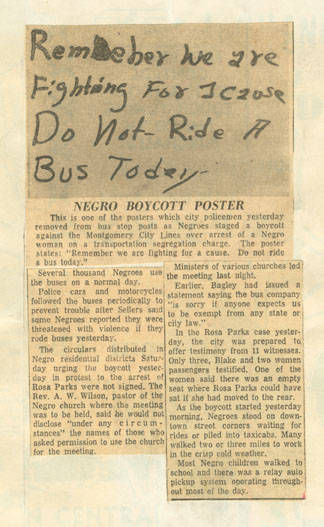 Remember We are
Fighting For I Cause
Do Not- Ride A
Bus Today-
NEGRO BOYCOTT POSTER
This is one of the posters which city policemen yesterday
removed from bus stop posts as Negroes staged a boycott
against the Montgomery City Lines over arrest of a Negro
woman on a transportation segregation charge. The poster
states: "Remember we are fighting for a cause. Do not ride
a bus today."
Several thousand Negroes use
the buses on a normal day.
Police cars and motorcycles
followed the buses periodically to
prevent trouble after Sellers said
some Negroes reported they were
threatened with violence if they
rode buses yesterday.
The circulars distributed in
Negro residential districts Satur-
day urging the boycott yester-
day in protest to the arrest of
Rosa Parks were not signed. The
Rev. A. W. Wilson, pastor of the
Negro church where the meeting
was to be held, said he would not
disclose "under any circum-
stances" the names of those who
asked permission to use the church
for the meeting.
Ministers of various churches led
the meeting last night.
Earlier, Bagley had issued a
statement saying the bus company
"is sorry if anyone expects us
to be exempt from any state or
city law."
In the Rosa Parks case yester-
day, the city was prepared to
offer testimony from 11 witnesses.
Only three, Blake and two women
passengers testified. One of the
women said there was an empty
seat where Rosa Parks could have
sat if she had moved to the rear.
As the boycott started yesterday
morning, Negroes stood on down-
town street corners waiting for
rides or piled into taxicabs. Many
walked two or three miles to work
in the crisp cold weather.
Most Negro children walked to
school and there was a relay auto
pickup system operating through-
out most of the day.